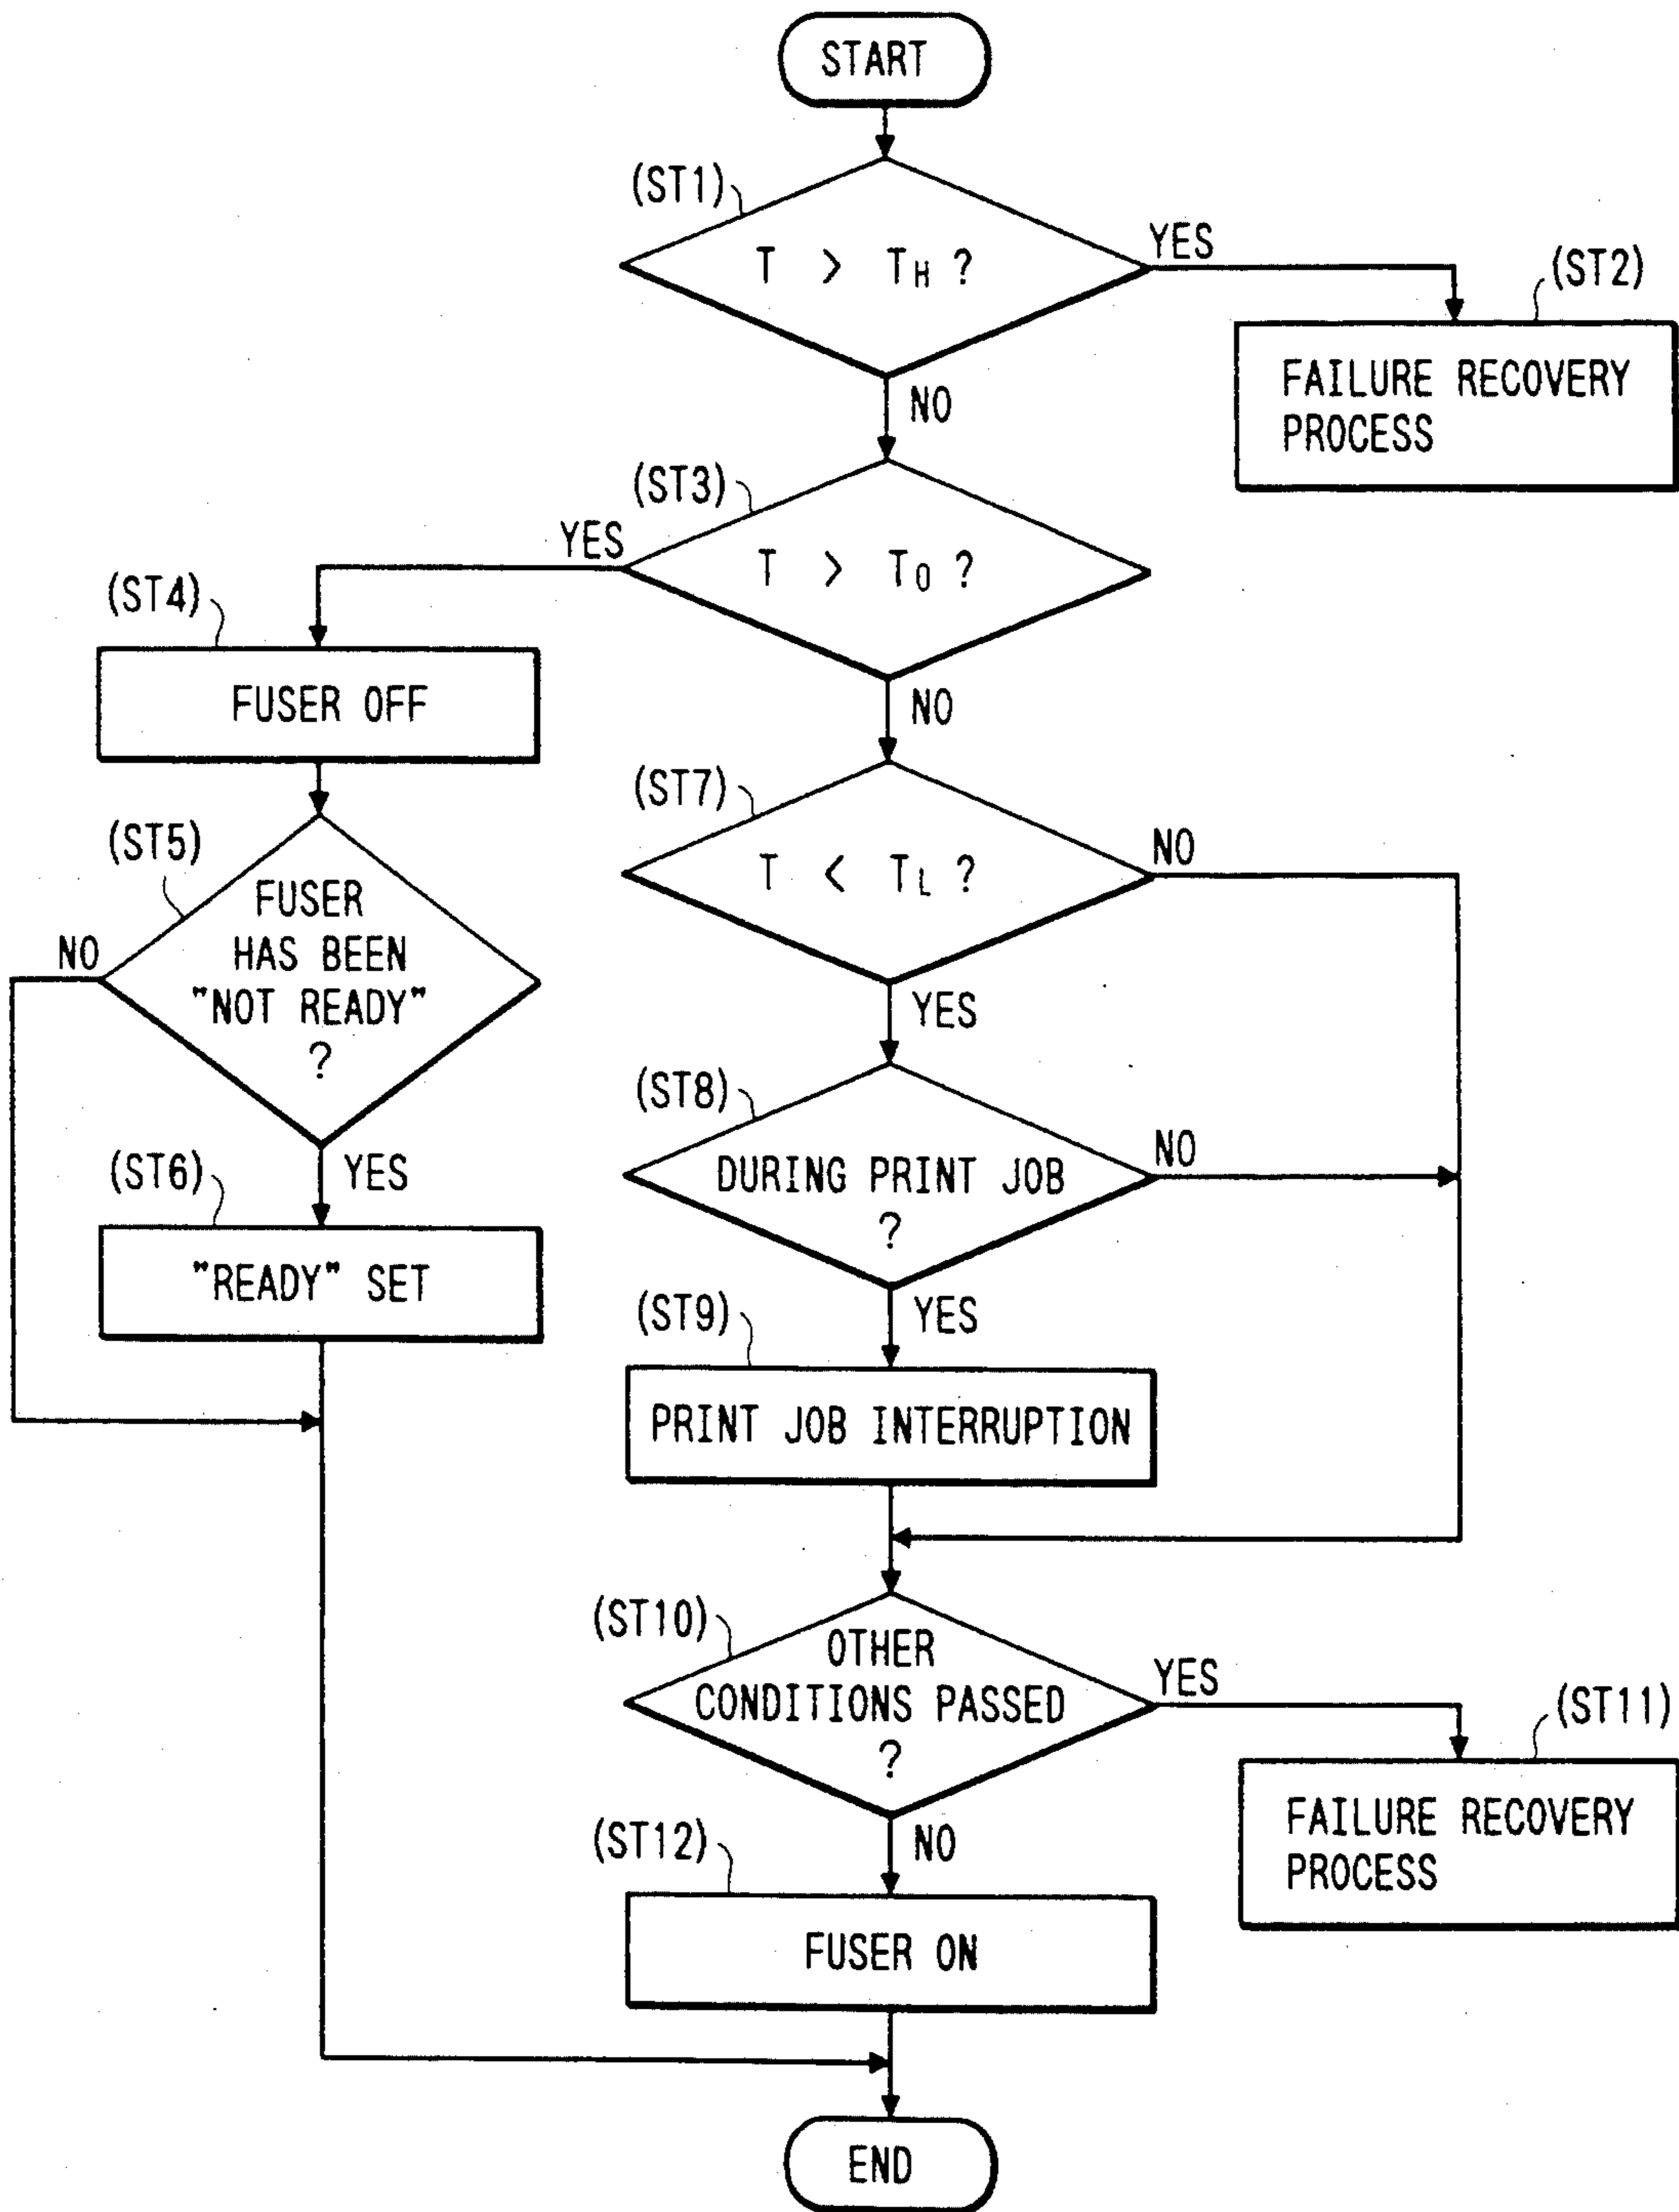 START
(ST1)
T > TH ?
YES
(ST2)
FAILURE RECOVERY
PROCESS
NO
(ST3)
YES
T > T0 ?
(ST4)
FUSER OFF
NO
(ST7)
T < TL ?
NO
(ST5)
FUSER
HAS BEEN
"NOT READY"
?
NO
YES
(ST8)
DURING PRINT JOB
?
NO
(ST6)
YES
"READY" SET
(ST9)
YES
PRINT JOB INTERRUPTION
(ST10)
OTHER
CONDITIONS PASSED
?
YES
(ST11)
FAILURE RECOVERY
PROCESS
(ST12)
NO
FUSER ON
END